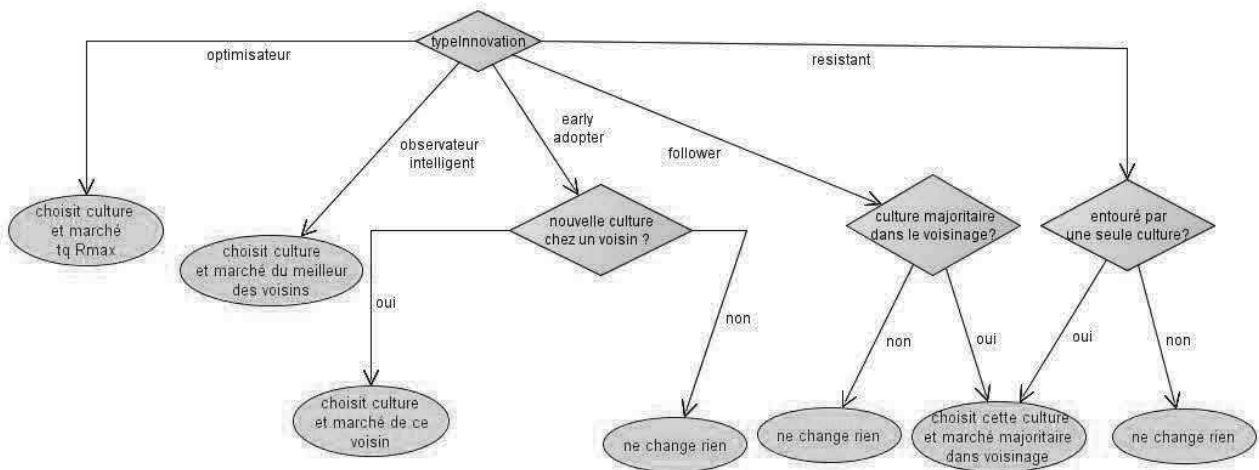 typeInnovation
optimisateur
resistant
observateur
intelligent
early
adopter
follower
choisit culture
et marché
tq Rmax
choisit culture
et marché du meilleur
des voisins
nouvelle culture
chez un voisin ?
culture majoritaire
dans le voisinage?
entouré par
une seule culture?
oui
non
non
oui
oui
non
choisit culture
et marché de ce
voisin
ne change rien
ne change rien
choisit cette culture
et marché majoritaire
dans voisinage
ne change rien